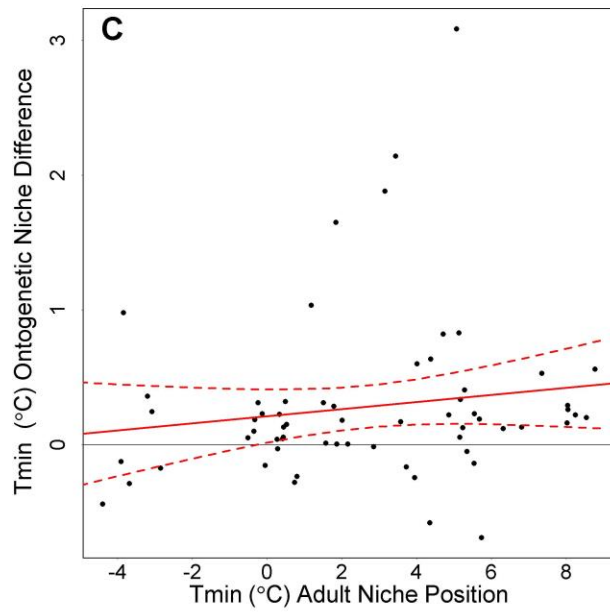 C
3
2
1
0
Tmin (°C) Ontogenetic Niche Difference
-4 -2 0 2 4 6 8
Tmin (°C) Adult Niche Position